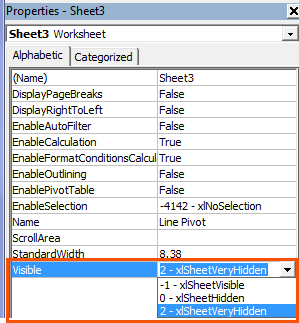 Properties - Sheet3
Sheet3 Worksheet
Alphabetic Categorized
(Name) Sheet3
DisplayPageBreaks False
DisplayRightToLeft False
EnableAutoFilter False
EnableCalculation True
EnableFormatConditionsCalcu True
EnableOutlining False
EnablePivotTable False
EnableSelection -4142 - xlNoSelection
Name Line Pivot
ScrollArea
StandardWidth 8.38
Visible 2 - xlSheetVeryHidden
-1 - xlSheetVisible
0 - xlSheetHidden
2 - xlSheetVeryHidden